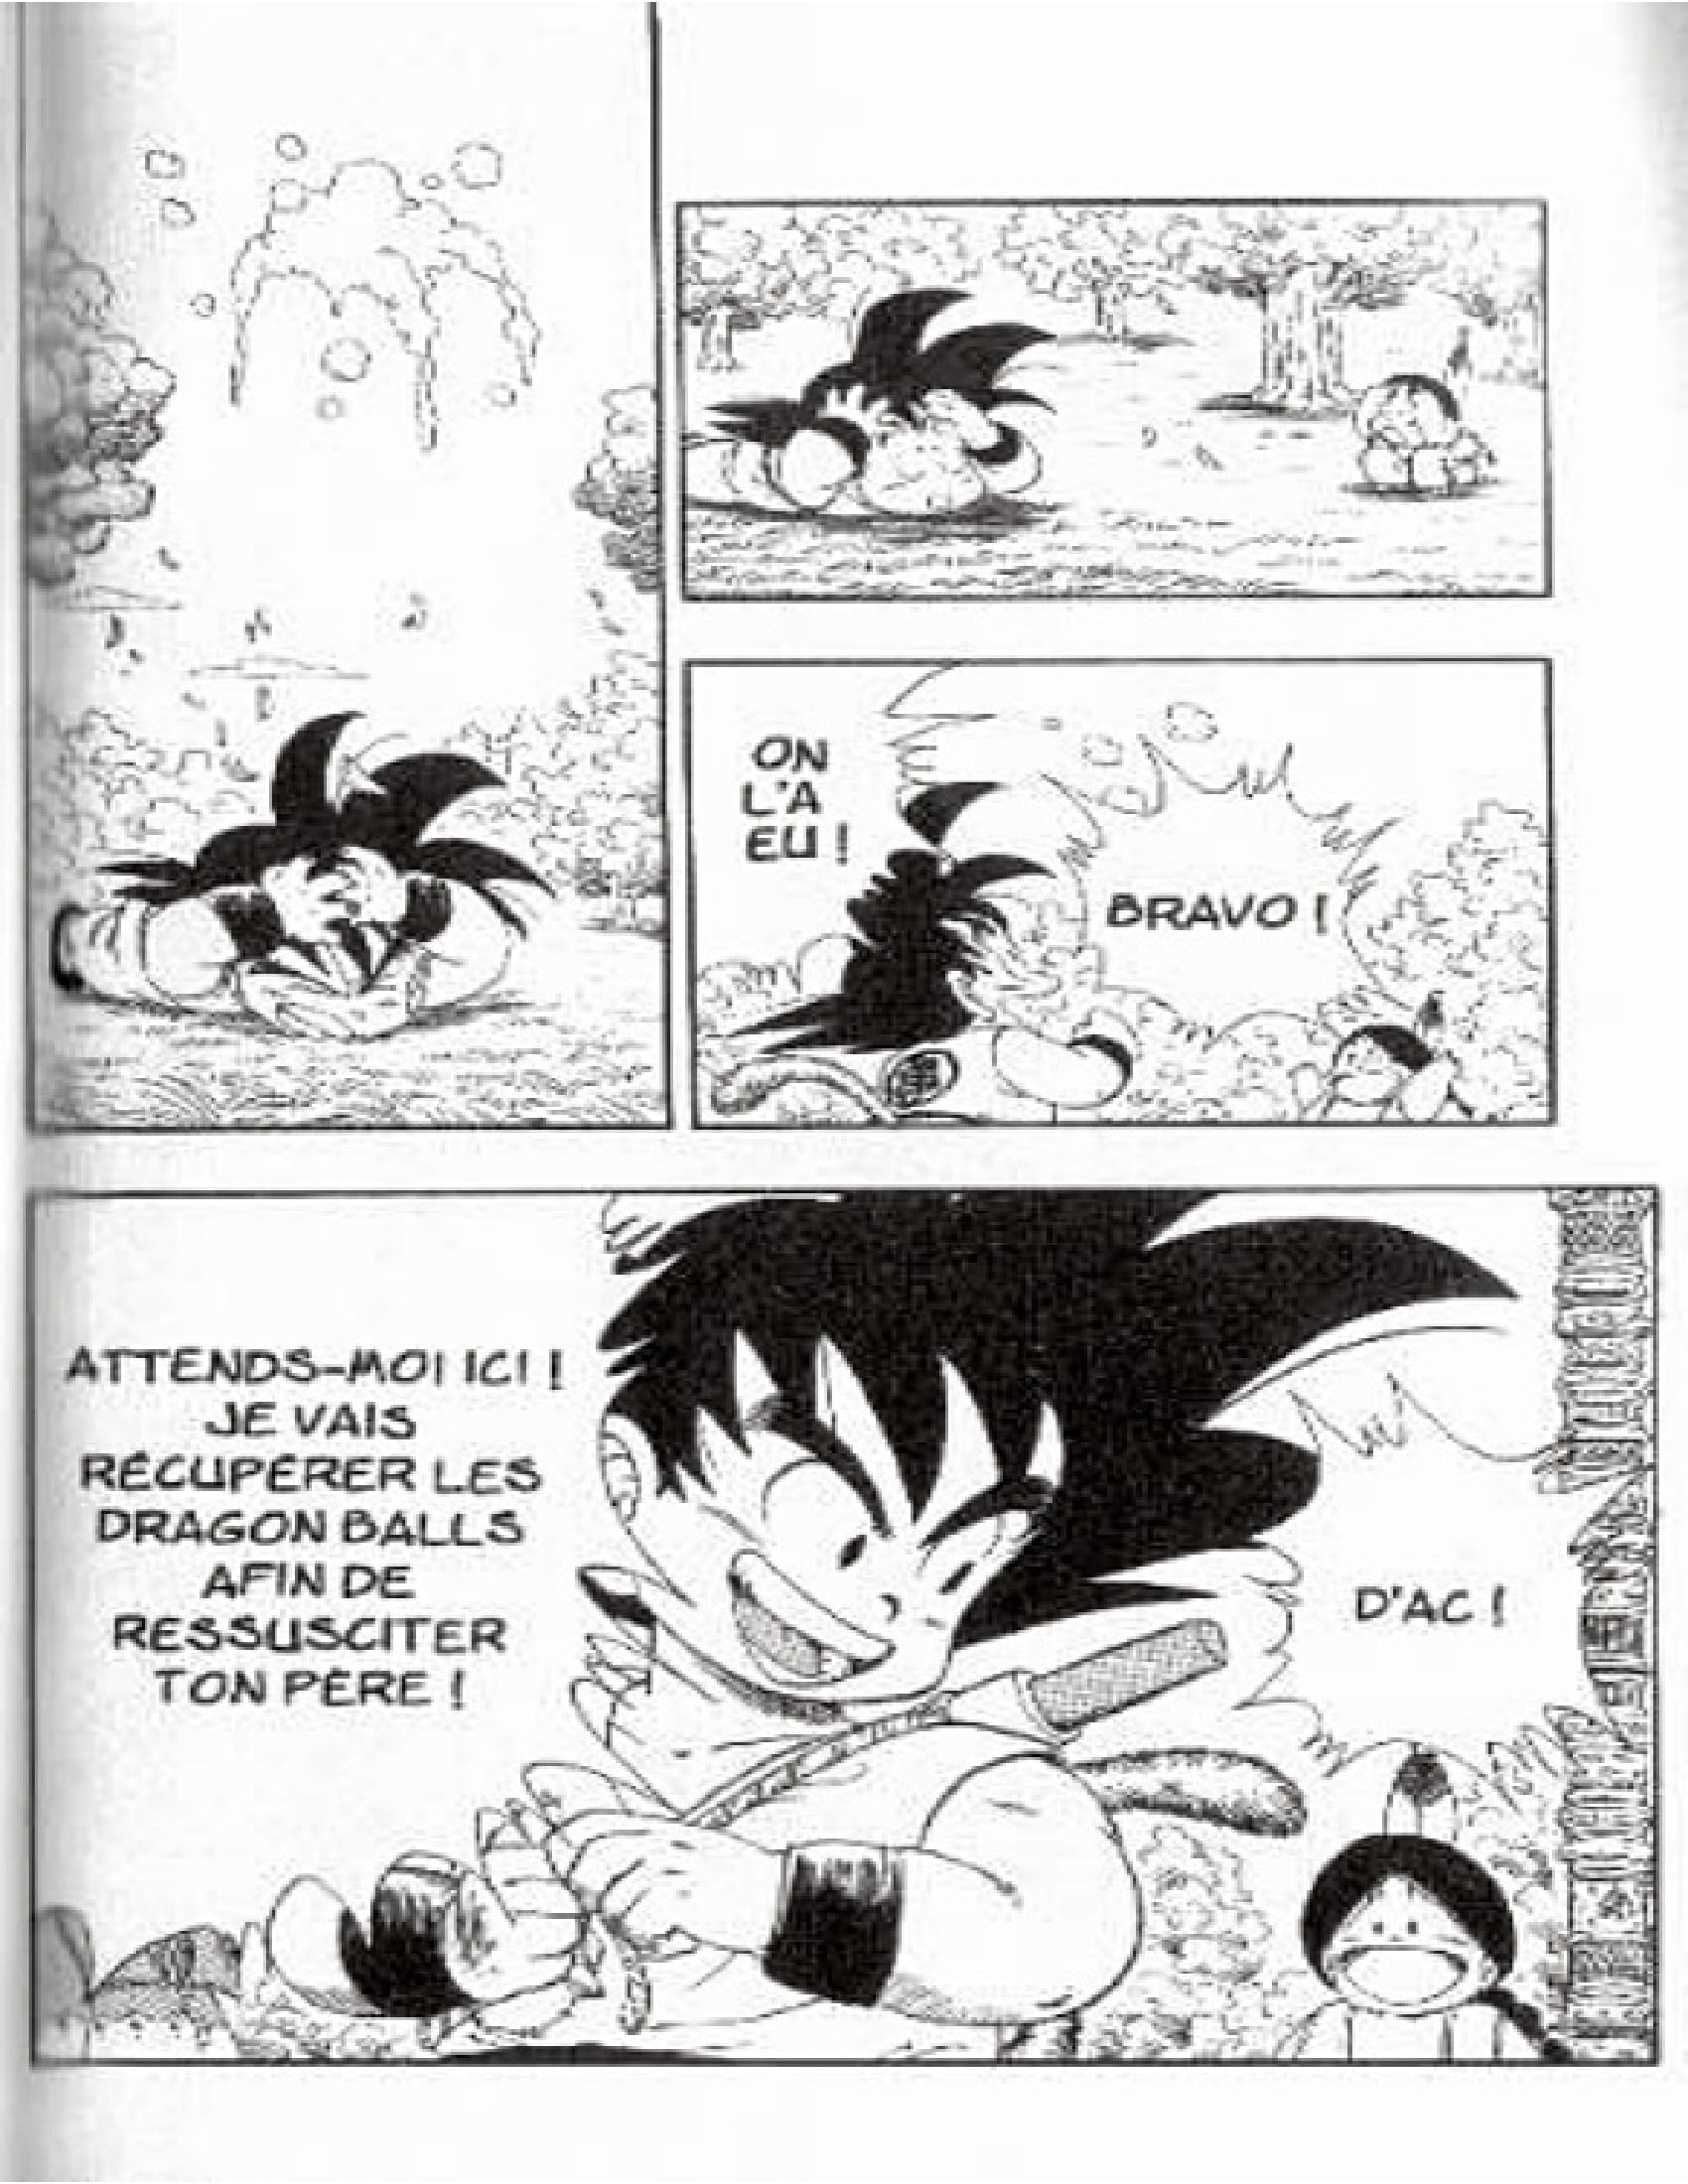 ON
L'A
EU !
BRAVO !
ATTENDS-MOI ICI !
JE VAIS
RÉCUPÉRER LES
DRAGON BALLS
AFIN DE
RESSUSCITER
TON PÈRE !
D'AC !